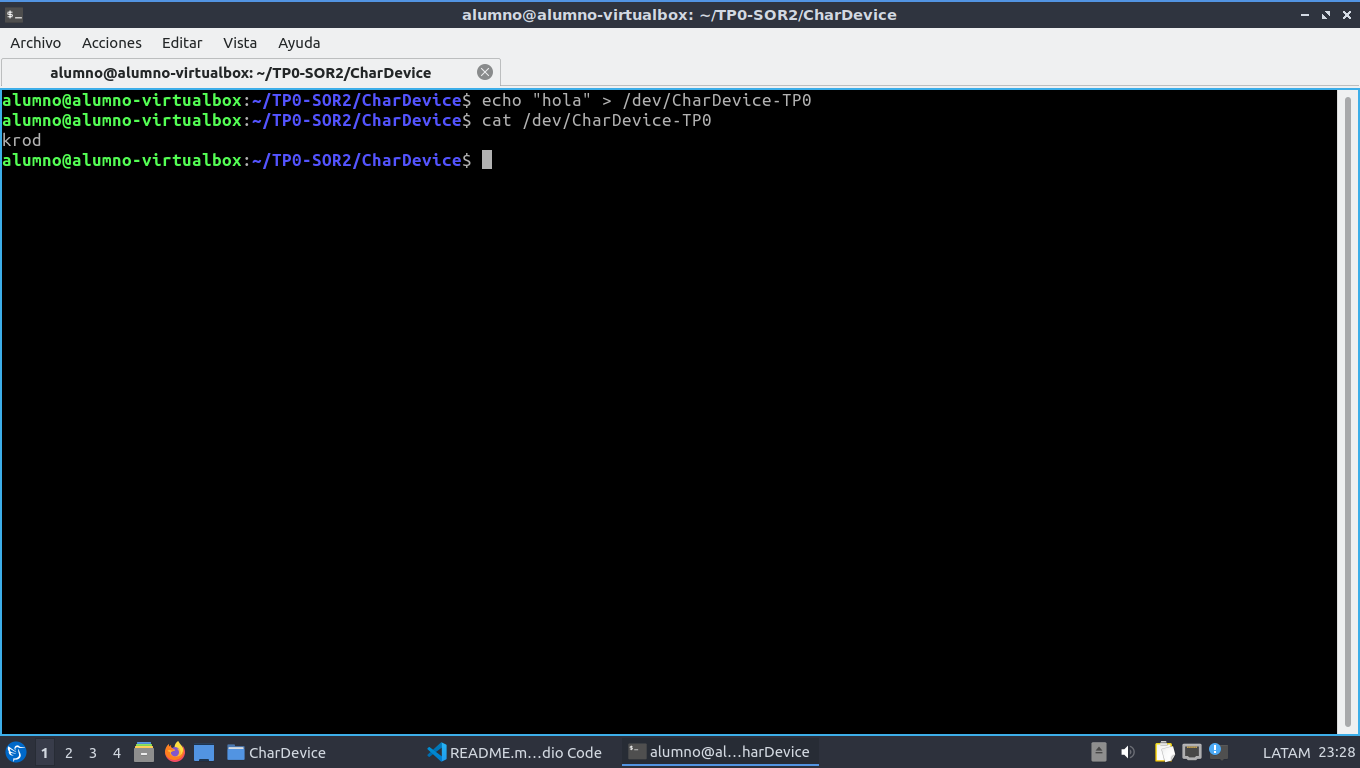 alumno@alumno-virtualbox: ~/TP0-SOR2/CharDevice
Archivo Acciones Editar Vista Ayuda
alumno@alumno-virtualbox: ~/TP0-SOR2/CharDevice
alumno@alumno-virtualbox:~/TP0-SOR2/CharDevice$ echo "hola" > /dev/CharDevice-TP0
alumno@alumno-virtualbox:~/TP0-SOR2/CharDevice$ cat /dev/CharDevice-TP0
krod
alumno@alumno-virtualbox:~/TP0-SOR2/CharDevice$
1 2 3 4 CharDevice README.m...dio Code alumno@al...harDevice LATAM 23:28